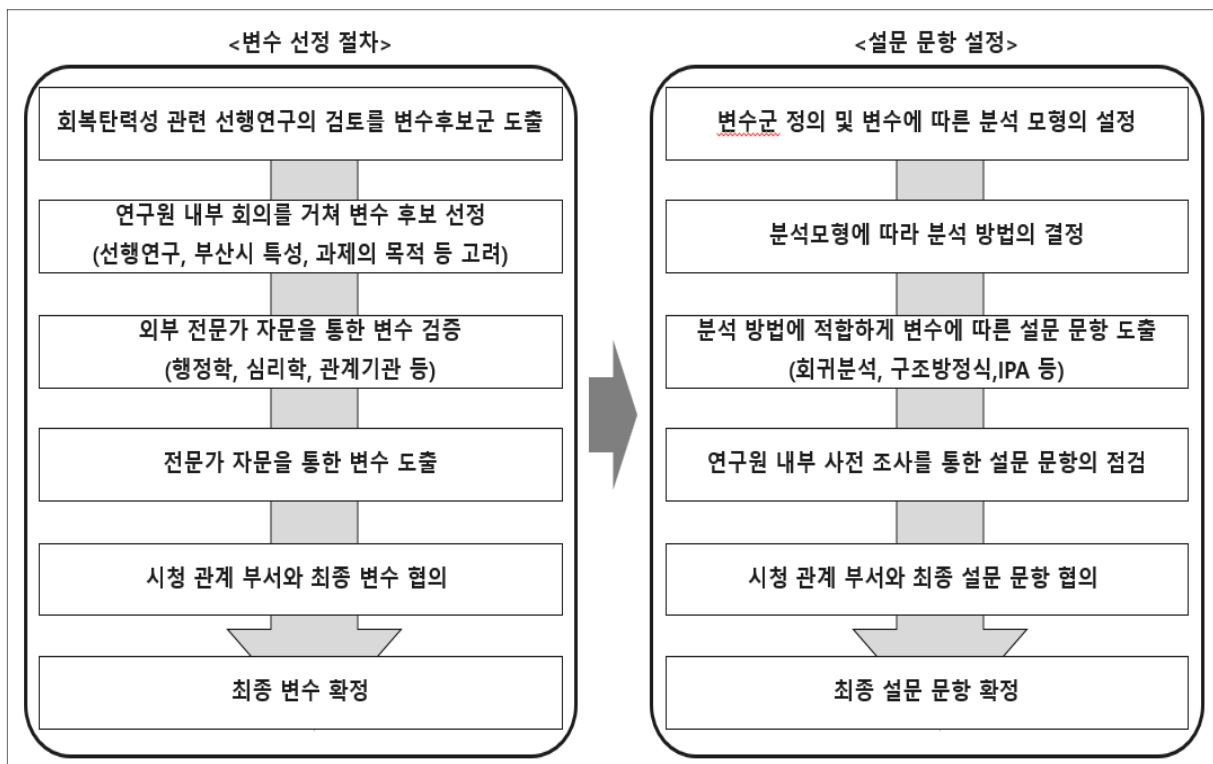 <변수 선정 절차>
회복탄력성 관련 선행연구의 검토를 변수후보군 도출
연구원 내부 회의를 거쳐 변수 후보 선정
(선행연구, 부산시 특성, 과제의 목적 등 고려)
외부 전문가 자문을 통한 변수 검증
(행정학, 심리학, 관계기관 등)
전문가 자문을 통한 변수 도출
시청 관계 부서와 최종 변수 협의
최종 변수 확정
<설문 문항 설정>
변수군 정의 및 변수에 따른 분석 모형의 설정
분석모형에 따라 분석 방법의 결정
분석 방법에 적합하게 변수에 따른 설문 문항 도출
(회귀분석, 구조방정식,IPA 등)
연구원 내부 사전 조사를 통한 설문 문항의 점검
시청 관계 부서와 최종 설문 문항 협의
최종 설문 문항 확정